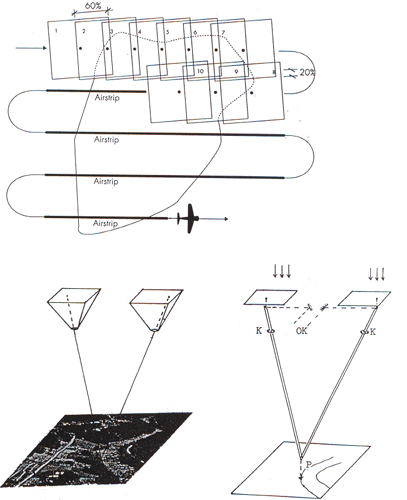 60%
1 2 3 4 5 6 7
10 9 8
20%
Airstrip
Airstrip
Airstrip
Airstrip
K OK K
P